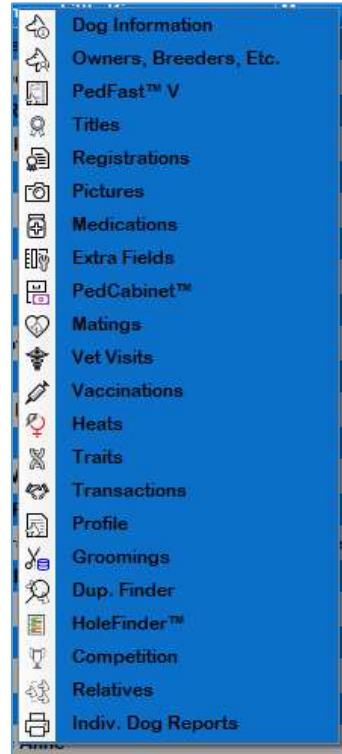 Dog Information
Owners, Breeders, Etc.
PedFast™ V
Titles
Registrations
Pictures
Medications
Extra Fields
PedCabinet™
Matings
Vet Visits
Vaccinations
Heats
Traits
Transactions
Profile
Groomings
Dup. Finder
HoleFinder™
Competition
Relatives
Indiv. Dog Reports